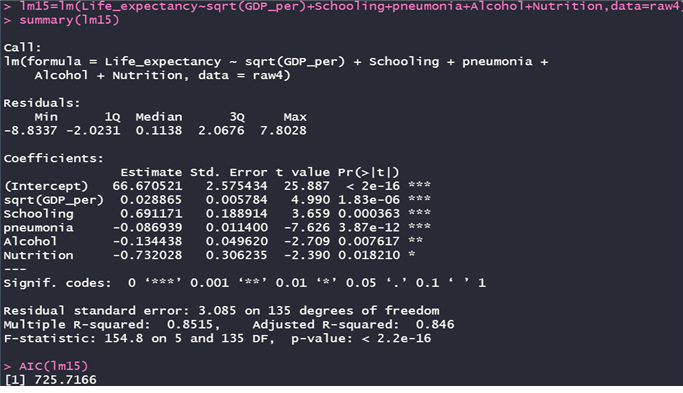 > lm15=lm(Life_expectancy~sqrt(GDP_per)+Schooling+pneumonia+Alcohol+Nutrition,data=raw4)
> summary(lm15)
Call:
lm(formula = Life_expectancy ~ sqrt(GDP_per) + Schooling + pneumonia +
    Alcohol + Nutrition, data = raw4)
Residuals:
    Min      1Q  Median      3Q     Max
-8.8337 -2.0231  0.1138  2.0676  7.8028
Coefficients:
              Estimate Std. Error t value Pr(>|t|)
(Intercept)   66.670521   2.575434  25.887  < 2e-16 ***
sqrt(GDP_per)  0.028865   0.005784   4.990 1.83e-06 ***
Schooling      0.691171   0.188914   3.659 0.000363 ***
pneumonia     -0.086939   0.011400  -7.626 3.87e-12 ***
Alcohol       -0.134438   0.049620  -2.709 0.007617 **
Nutrition     -0.732028   0.306235  -2.390 0.018210 *
---
Signif. codes:  0 ‘***’ 0.001 ‘**’ 0.01 ‘*’ 0.05 ‘.’ 0.1 ‘ ’ 1
Residual standard error: 3.085 on 135 degrees of freedom
Multiple R-squared:  0.8515,    Adjusted R-squared:  0.846
F-statistic: 154.8 on 5 and 135 DF,  p-value: < 2.2e-16
> AIC(lm15)
[1] 725.7166